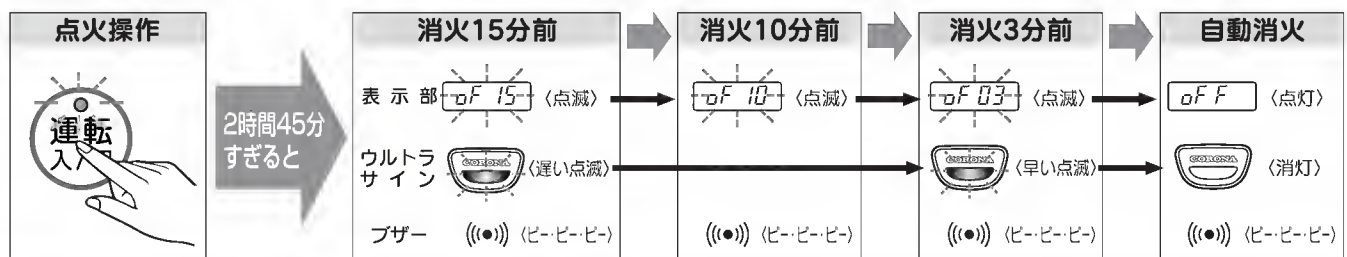 点火操作
運転
入/切
2時間45分
すぎると
消火15分前
表示部 oF 15 〈点滅〉
ウルトラ
サイン CORONA 〈遅い点滅〉
ブザー 〈ピー・ピー・ピー〉
消火10分前
oF 10 〈点滅〉
〈ピー・ピー・ピー〉
消火3分前
oF 03 〈点滅〉
CORONA 〈早い点滅〉
〈ピー・ピー・ピー〉
自動消火
oFF 〈点灯〉
CORONA 〈消灯〉
〈ピー・ピー・ピー〉